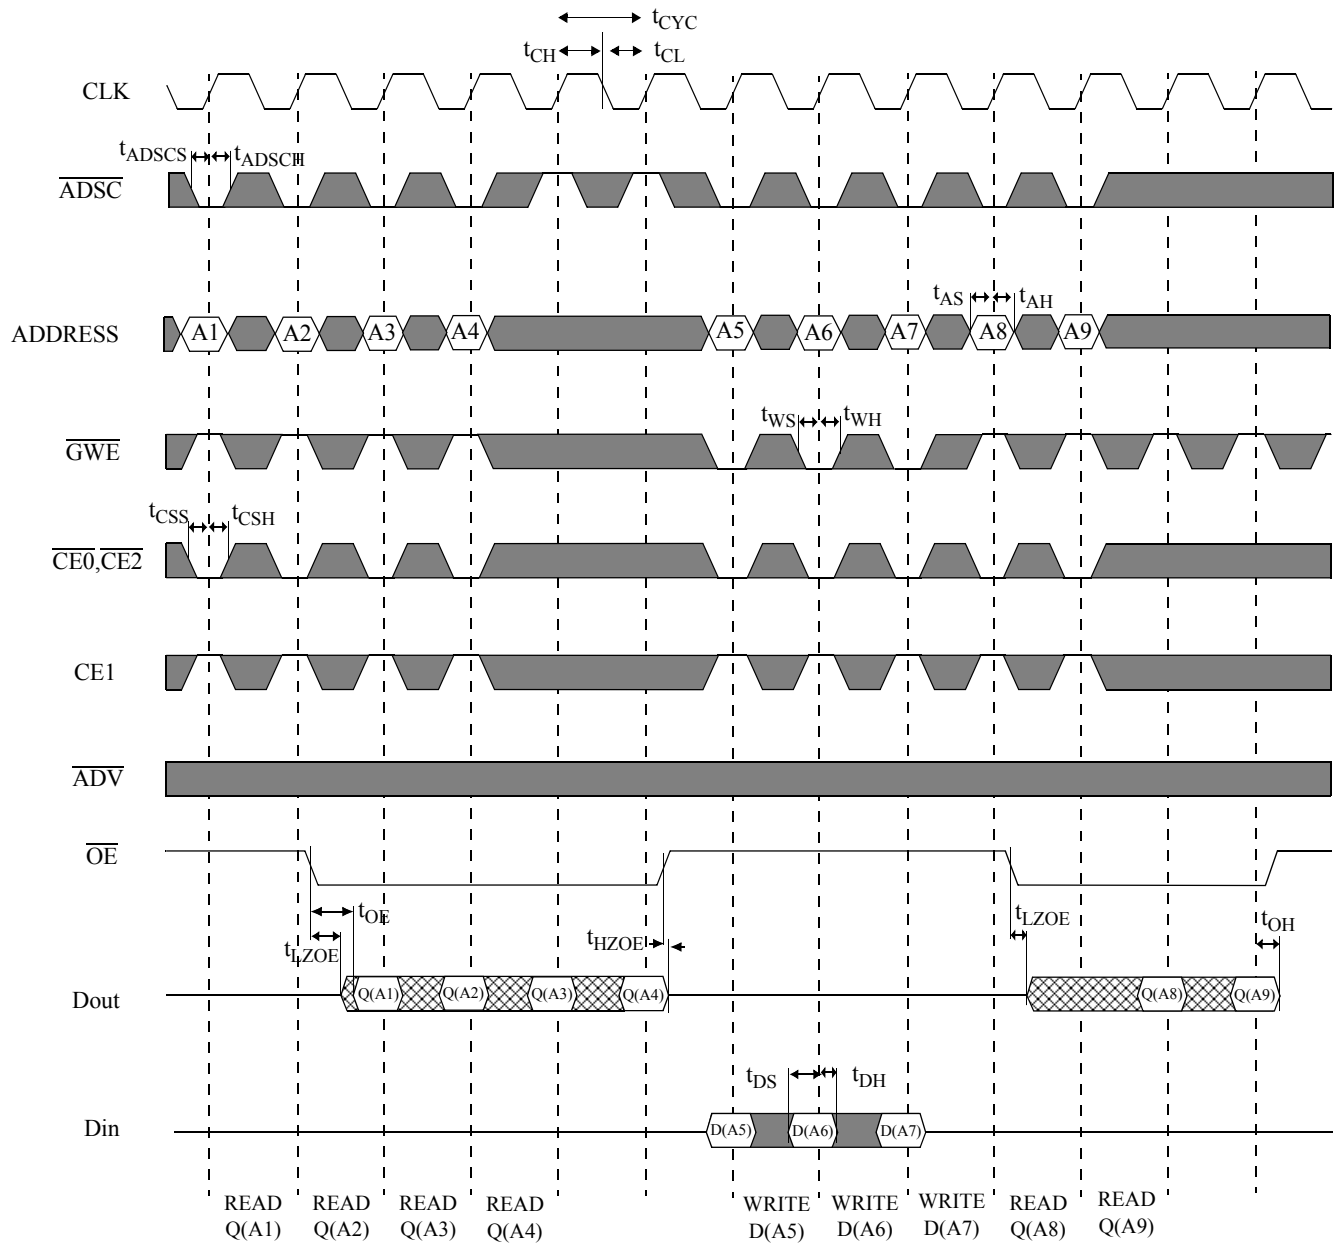 tCYC
tCH
tCL
CLK
tADSCS
tADSCH
ADSC
tAS
tAH
ADDRESS
A1 A2 A3 A4 A5 A6 A7 A8 A9
tWS
tWH
GWE
tCSS
tCSH
CE0,CE2
CE1
ADV
OE
tOE
tLZOE
tHZOE
tLZOE
tOH
Dout
Q(A1) Q(A2) Q(A3) Q(A4) Q(A8) Q(A9)
tDS
tDH
Din
D(A5) D(A6) D(A7)
READ
Q(A1)
READ
Q(A2)
READ
Q(A3)
READ
Q(A4)
WRITE
D(A5)
WRITE
D(A6)
WRITE
D(A7)
READ
Q(A8)
READ
Q(A9)